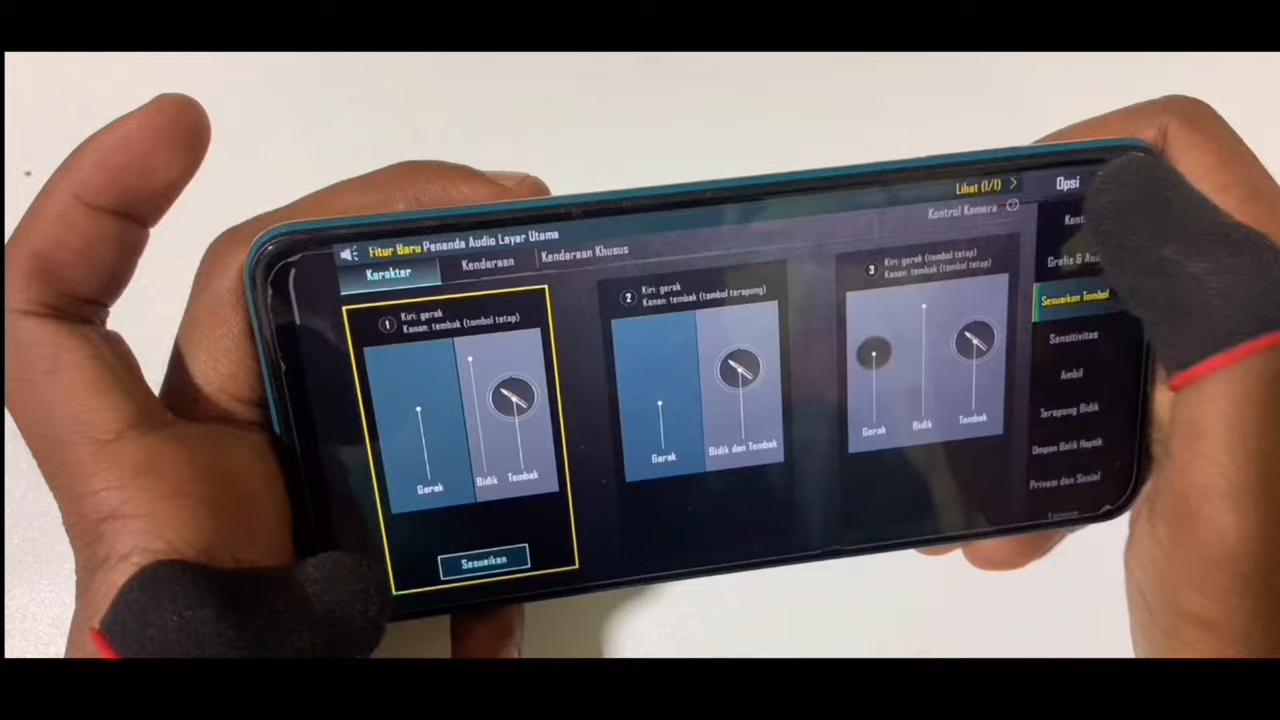 Fitur Baru Penanda Audio Layar Utama
Lihat (1/1)
Opsi
Kontrol Kamera
Karakter
Kendaraan
Kendaraan Khusus
1 Kiri: gerak
Kanan: tembak (tombol tetap)
Gerak
Bidik
Tembak
Sesuaikan
2 Kiri: gerak
Kanan: tembak (tombol terapung)
Gerak
Bidik dan Tembak
3 Kiri: gerak (tombol tetap)
Kanan: tembak (tombol tetap)
Gerak
Bidik
Tembak
Grafis &
Sesuaikan Tombol
Sensitivitas
Ambil
Teropong Bidik
Umpan Balik Haptik
Privasi dan Sosial